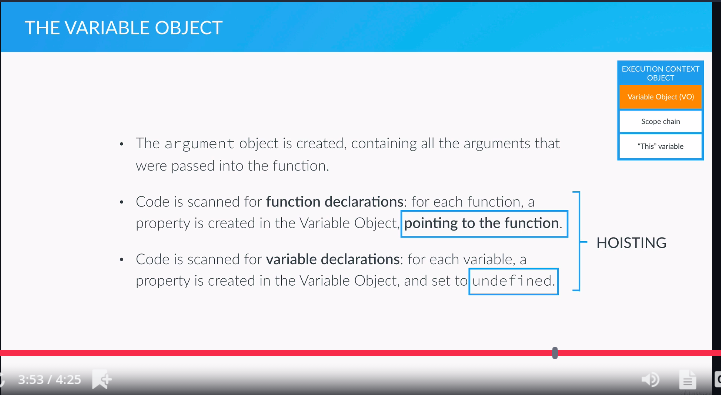 THE VARIABLE OBJECT
EXECUTION CONTEXT
OBJECT
Variable Object (VO)
Scope chain
"This" variable
• The argument object is created, containing all the arguments that
were passed into the function.
• Code is scanned for function declarations: for each function, a
property is created in the Variable Object, pointing to the function.
• Code is scanned for variable declarations: for each variable, a
property is created in the Variable Object, and set to undefined.
HOISTING
3:53 / 4:25